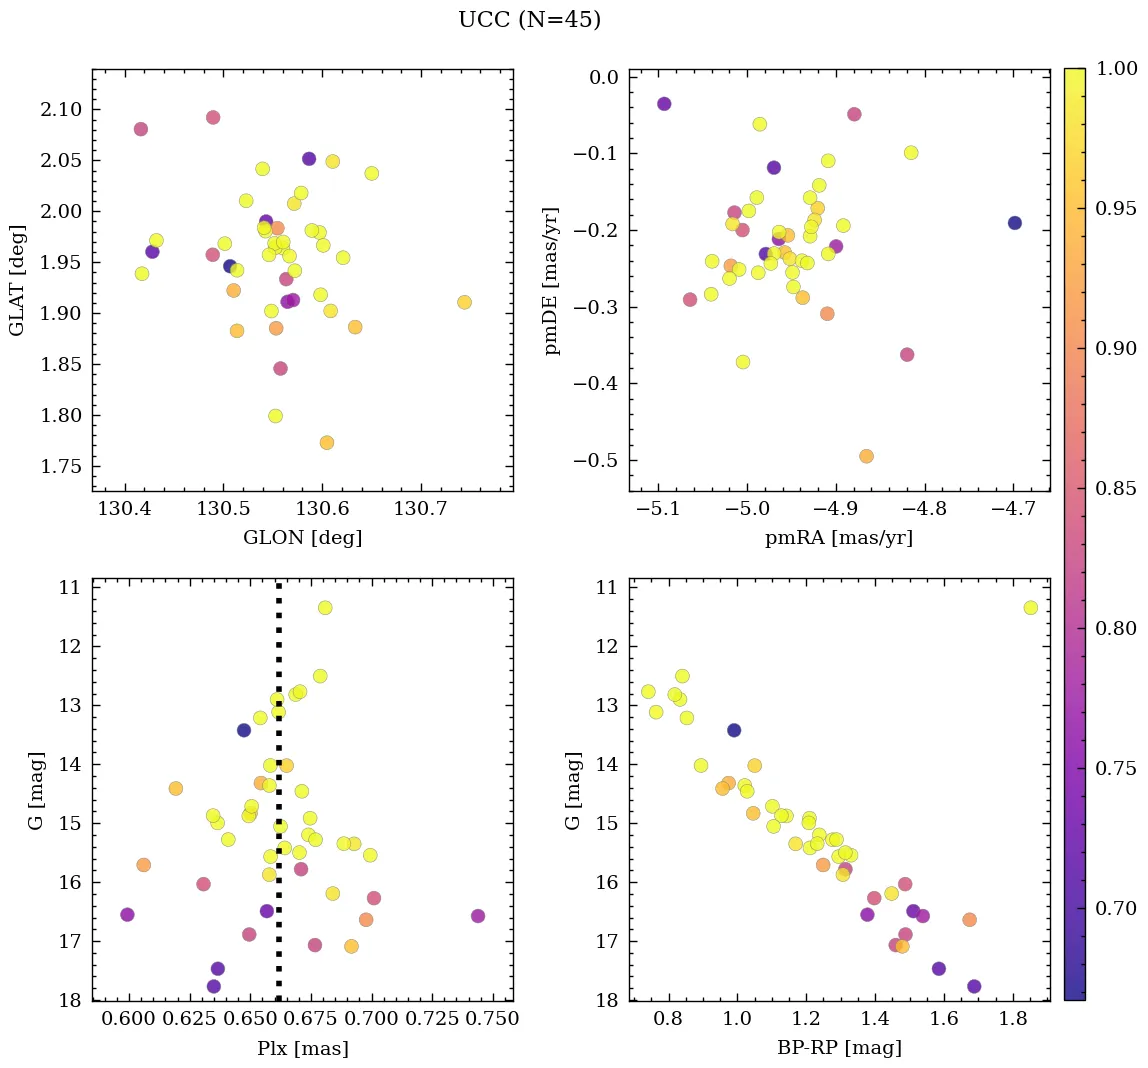 UCC (N=45)
2.10
2.05
2.00
1.95
1.90
1.85
1.80
1.75
GLAT [deg]
130.4 130.5 130.6 130.7
GLON [deg]
0.0
−0.1
−0.2
−0.3
−0.4
−0.5
pmDE [mas/yr]
−5.1 −5.0 −4.9 −4.8 −4.7
pmRA [mas/yr]
11
12
13
14
15
16
17
18
G [mag]
0.600 0.625 0.650 0.675 0.700 0.725 0.750
Plx [mas]
11
12
13
14
15
16
17
18
G [mag]
0.8 1.0 1.2 1.4 1.6 1.8
BP-RP [mag]
1.00
0.95
0.90
0.85
0.80
0.75
0.70